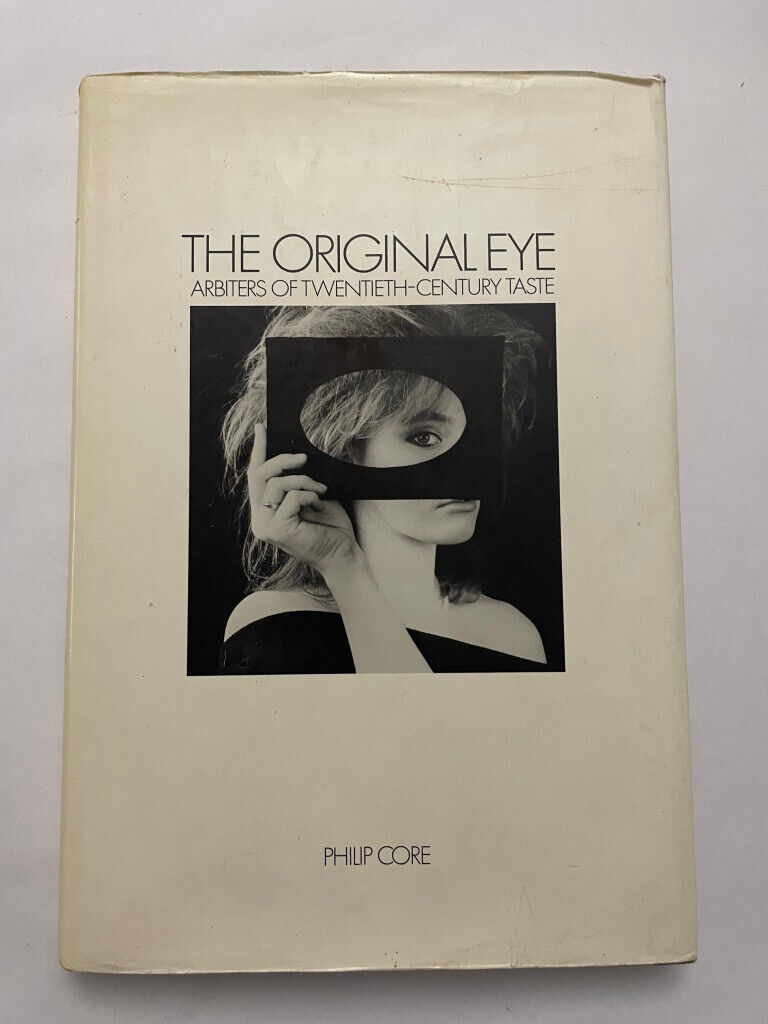 THE ORIGINAL EYE
ARBITERS OF TWENTIETH-CENTURY TASTE
PHILIP CORE